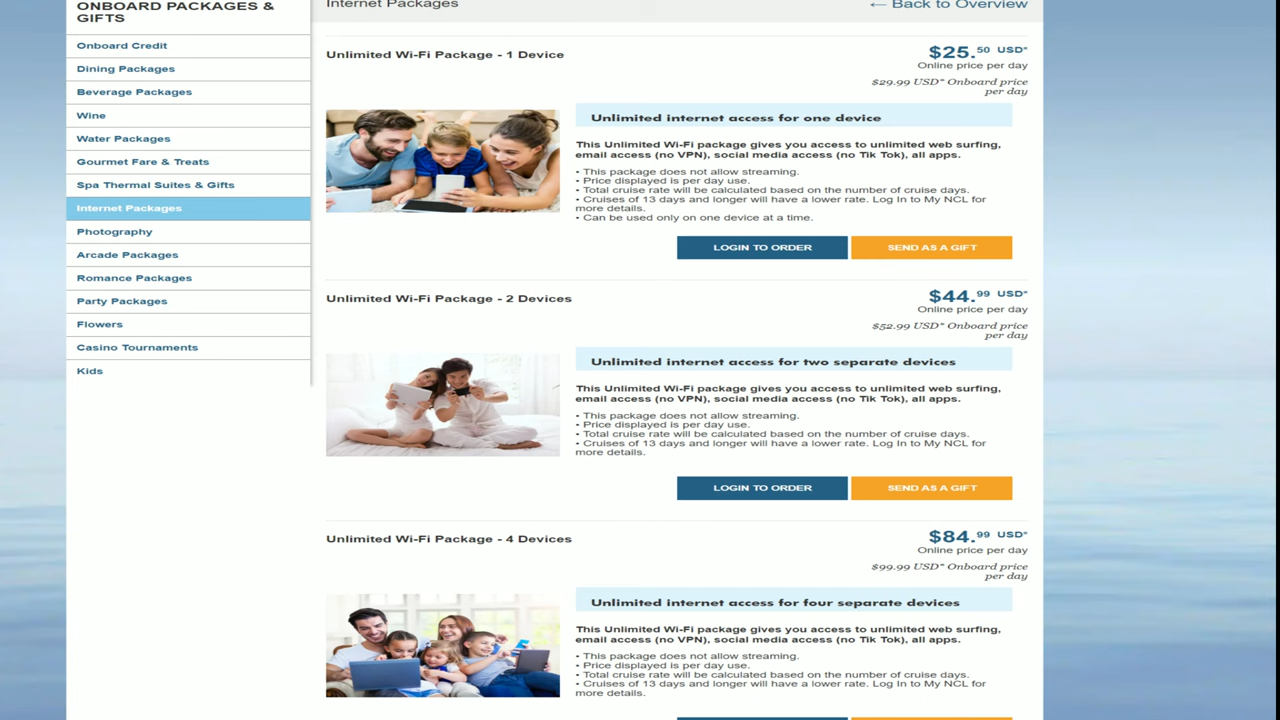 ONBOARD PACKAGES &
GIFTS
Onboard Credit
Dining Packages
Beverage Packages
Wine
Water Packages
Gourmet Fare & Treats
Spa Thermal Suites & Gifts
Internet Packages
Photography
Arcade Packages
Romance Packages
Party Packages
Flowers
Casino Tournaments
Kids
Internet Packages
← Back to Overview
Unlimited Wi-Fi Package - 1 Device
$25.50 USD*
Online price per day
$29.99 USD* Onboard price
per day
Unlimited internet access for one device
This Unlimited Wi-Fi package gives you access to unlimited web surfing,
email access (no VPN), social media access (no Tik Tok), all apps.
• This package does not allow streaming.
• Price displayed is per day use.
• Total cruise rate will be calculated based on the number of cruise days.
• Cruises of 13 days and longer will have a lower rate. Log In to My NCL for
more details.
• Can be used only on one device at a time.
LOGIN TO ORDER
SEND AS A GIFT
Unlimited Wi-Fi Package - 2 Devices
$44.99 USD*
Online price per day
$52.99 USD* Onboard price
per day
Unlimited internet access for two separate devices
This Unlimited Wi-Fi package gives you access to unlimited web surfing,
email access (no VPN), social media access (no Tik Tok), all apps.
• This package does not allow streaming.
• Price displayed is per day use.
• Total cruise rate will be calculated based on the number of cruise days.
• Cruises of 13 days and longer will have a lower rate. Log In to My NCL for
more details.
LOGIN TO ORDER
SEND AS A GIFT
Unlimited Wi-Fi Package - 4 Devices
$84.99 USD*
Online price per day
$99.99 USD* Onboard price
per day
Unlimited internet access for four separate devices
This Unlimited Wi-Fi package gives you access to unlimited web surfing,
email access (no VPN), social media access (no Tik Tok), all apps.
• This package does not allow streaming.
• Price displayed is per day use.
• Total cruise rate will be calculated based on the number of cruise days.
• Cruises of 13 days and longer will have a lower rate. Log In to My NCL for
more details.